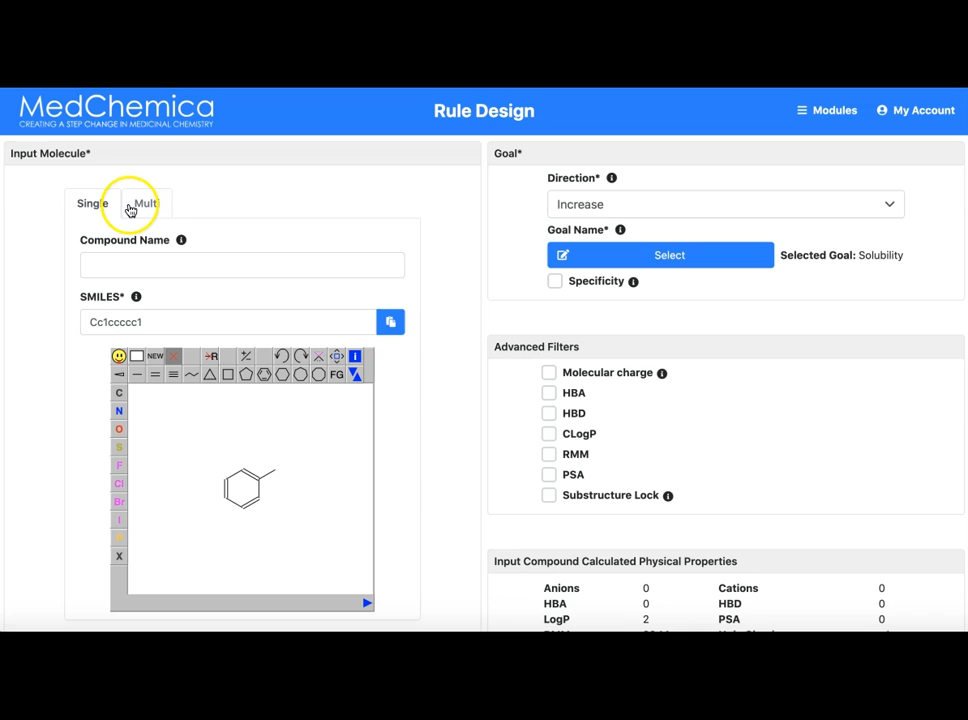 MedChemica
CREATING A STEP CHANGE IN MEDICINAL CHEMISTRY
Rule Design
Modules
My Account
Input Molecule*
Single
Multi
Compound Name
SMILES*
Cc1ccccc1
NEW
R
FG
C
N
O
S
F
Cl
Br
I
X
Goal*
Direction*
Increase
Goal Name*
Select
Selected Goal: Solubility
Specificity
Advanced Filters
Molecular charge
HBA
HBD
CLogP
RMM
PSA
Substructure Lock
Input Compound Calculated Physical Properties
Anions 0 Cations 0
HBA 0 HBD 0
LogP 2 PSA 0